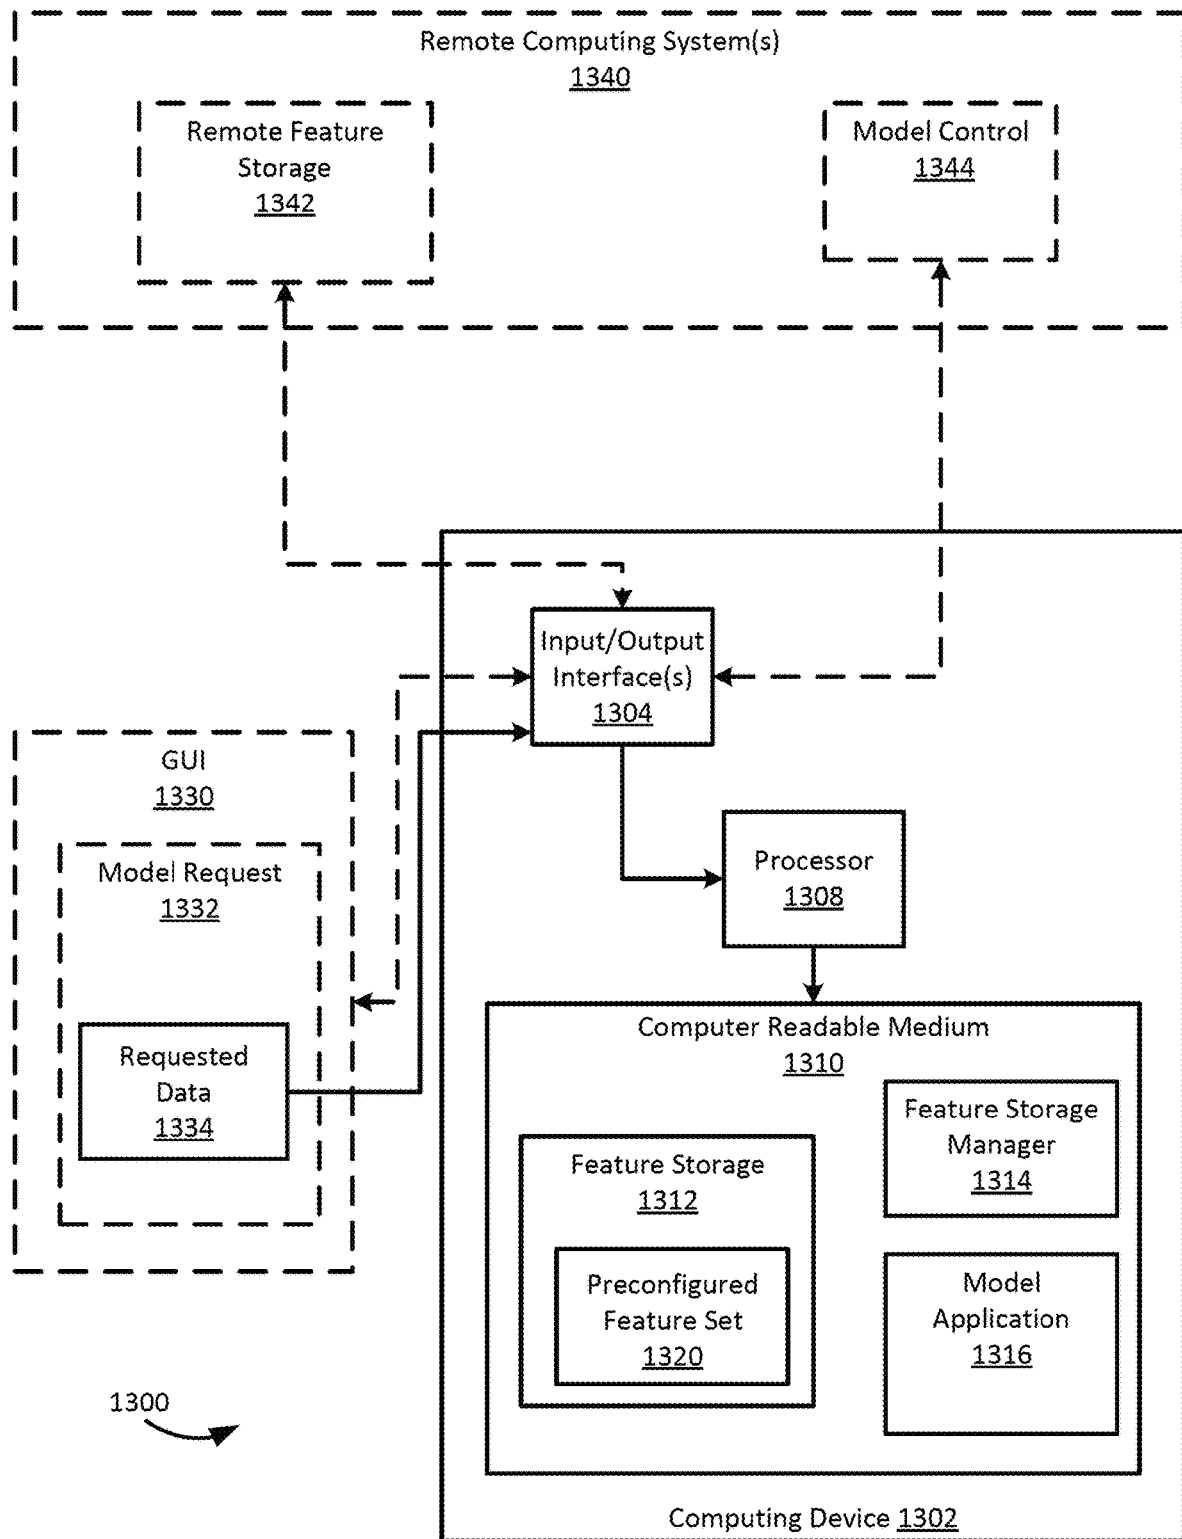 Remote Computing System(s)
1340
Remote Feature
Storage
1342
Model Control
1344
Input/Output
Interface(s)
1304
GUI
1330
Model Request
1332
Requested
Data
1334
Processor
1308
Computer Readable Medium
1310
Feature Storage
Manager
1314
Feature Storage
1312
Preconfigured
Feature Set
1320
Model
Application
1316
1300
Computing Device 1302